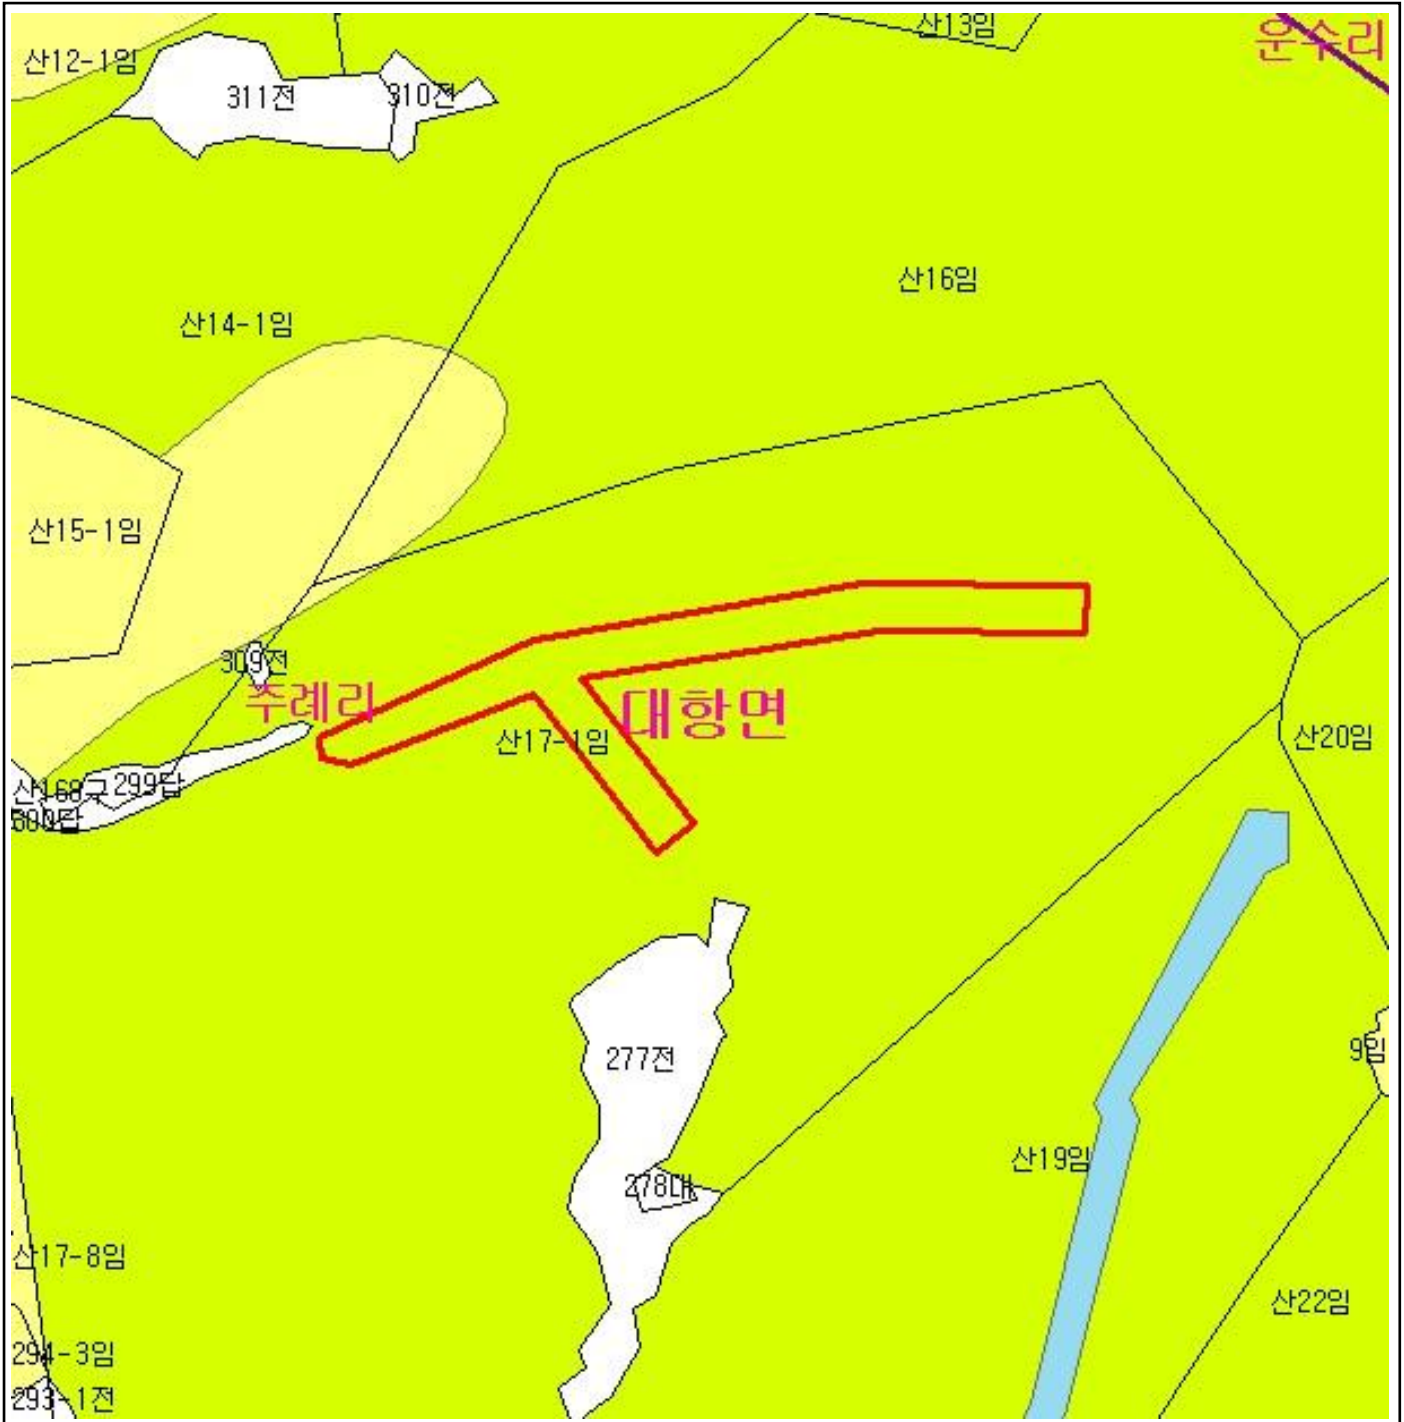 산13임
운수리
산12-1임
311전
310전
산16임
산14-1임
산15-1임
309전
주례리
대항면
산17-1임
산20임
산168구
299답
300답
277전
9임
산19임
278대
산17-8임
산22임
294-3임
293-1전